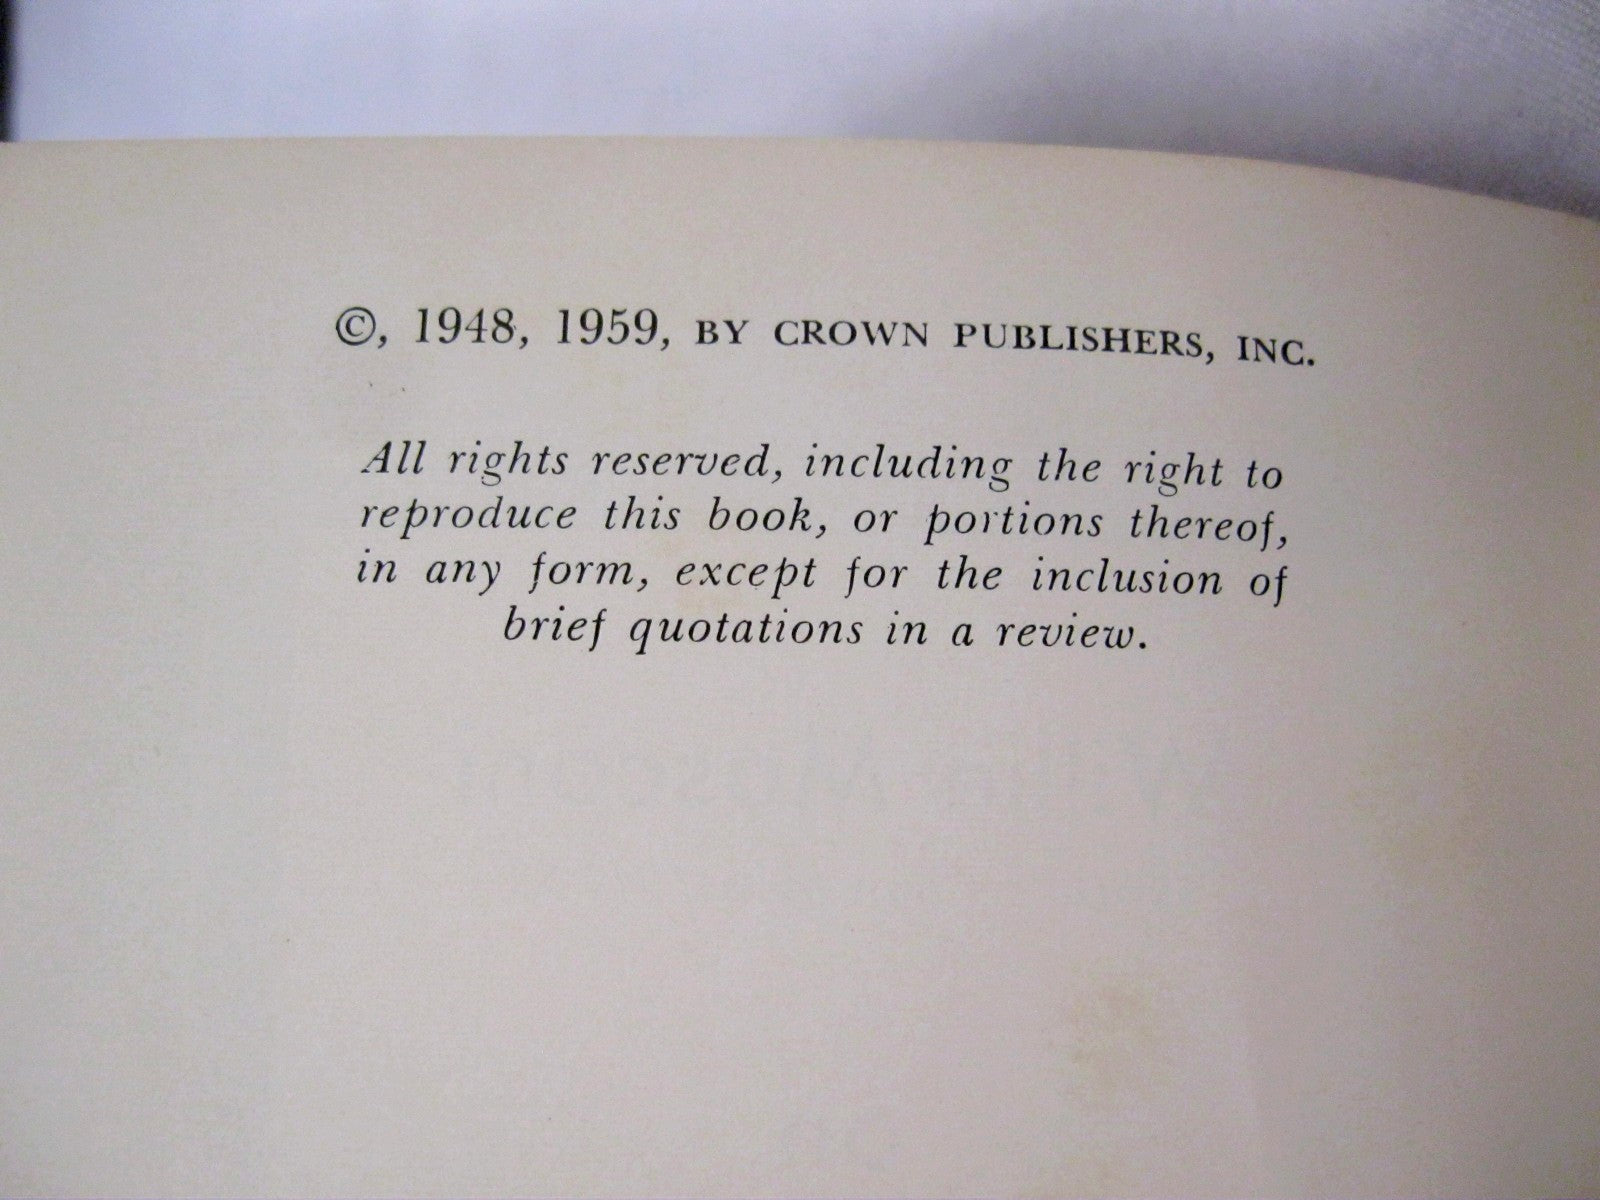 ©, 1948, 1959, BY CROWN PUBLISHERS, INC.
All rights reserved, including the right to
reproduce this book, or portions thereof,
in any form, except for the inclusion of
brief quotations in a review.